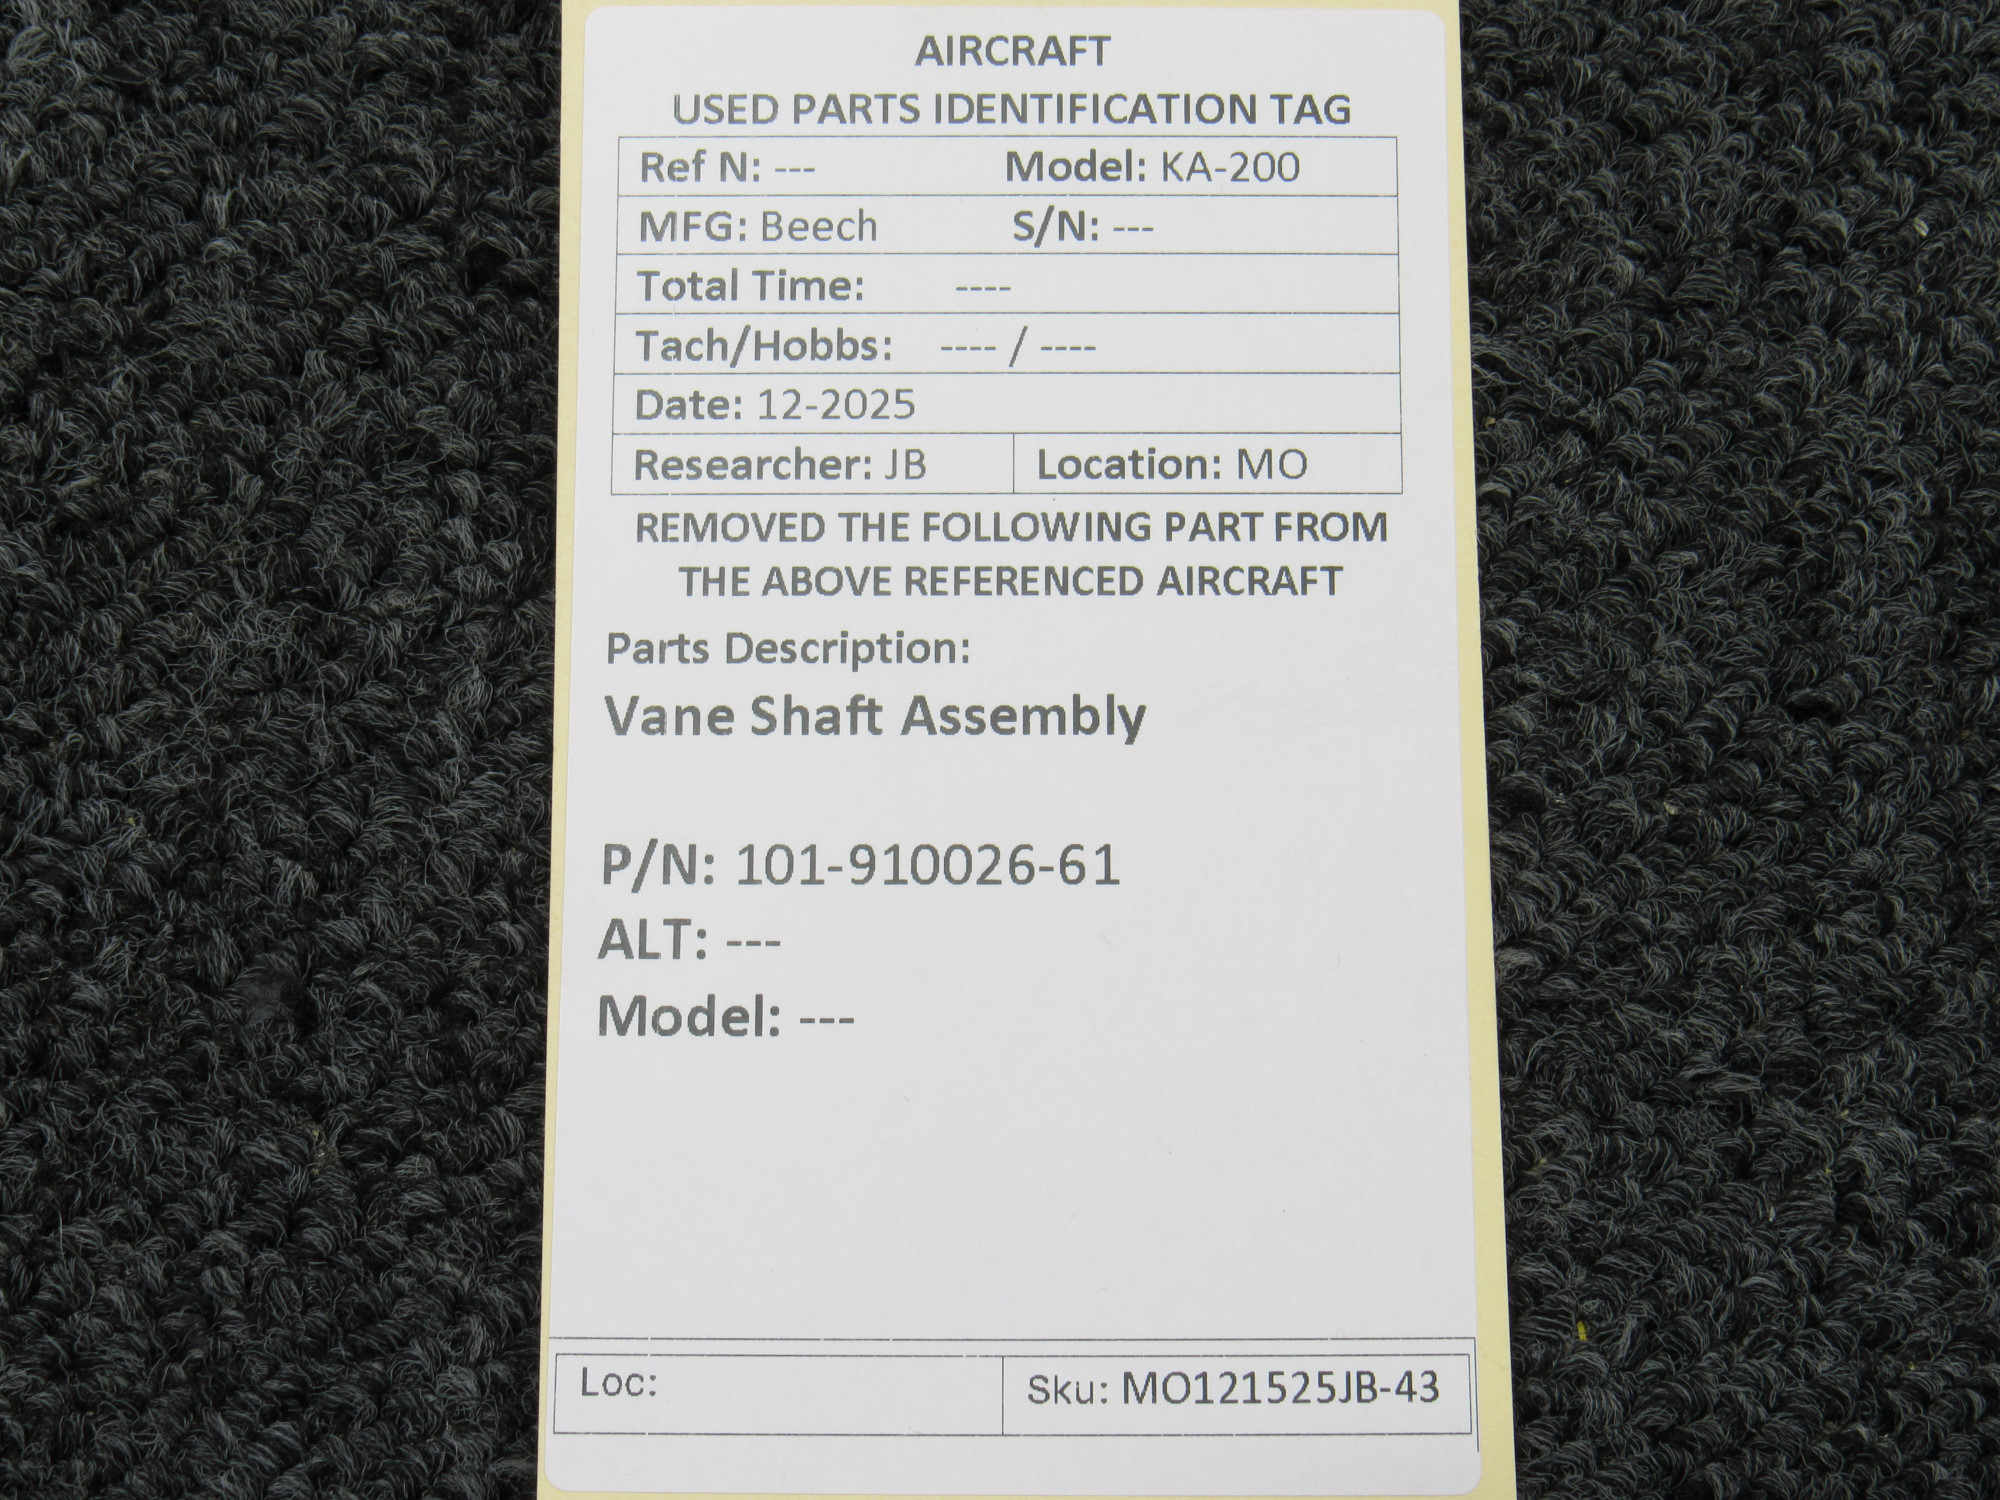 AIRCRAFT
USED PARTS IDENTIFICATION TAG
Ref N: --- Model: KA-200
MFG: Beech S/N: ---
Total Time: ----
Tach/Hobbs: ---- / ----
Date: 12-2025
Researcher: JB Location: MO
REMOVED THE FOLLOWING PART FROM
THE ABOVE REFERENCED AIRCRAFT
Parts Description:
Vane Shaft Assembly
P/N: 101-910026-61
ALT: ---
Model: ---
Loc: Sku: MO121525JB-43